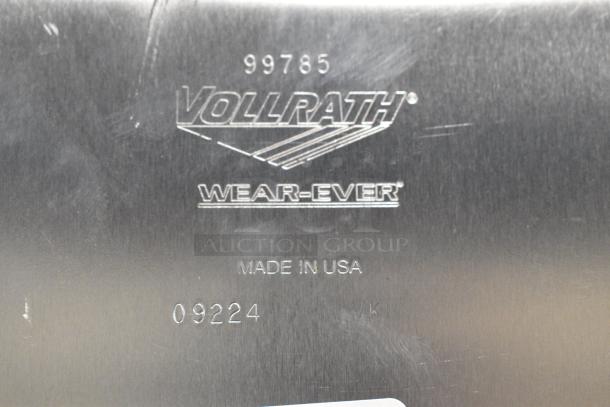 99785
VOLLRATH®
WEAR-EVER®
AUCTION GROUP
MADE IN USA
09224 K